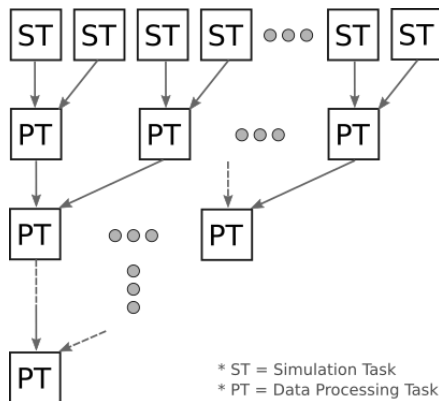 ST ST ST ST ST ST
PT PT PT
PT PT
PT
* ST = Simulation Task
* PT = Data Processing Task